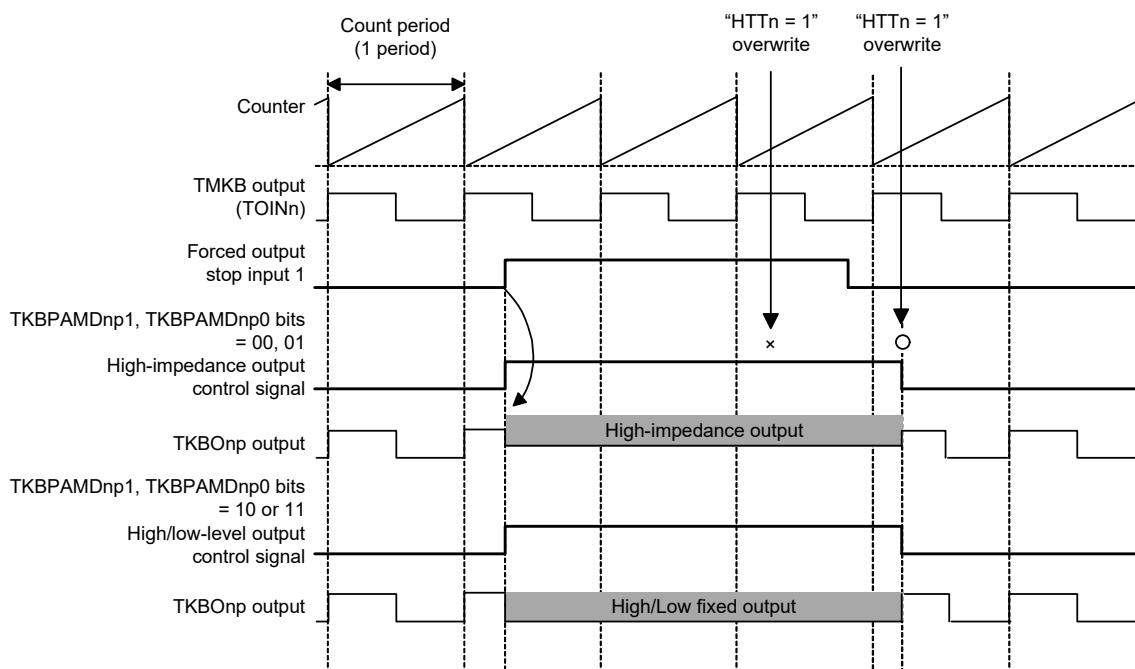 Count period
(1 period)
“HTTn = 1”
overwrite
“HTTn = 1”
overwrite
Counter
TMKB output
(TOINn)
Forced output
stop input 1
TKBPAMDnp1, TKBPAMDnp0 bits
= 00, 01
×
High-impedance output
control signal
TKBOnp output
High-impedance output
TKBPAMDnp1, TKBPAMDnp0 bits
= 10 or 11
High/low-level output
control signal
TKBOnp output
High/Low fixed output